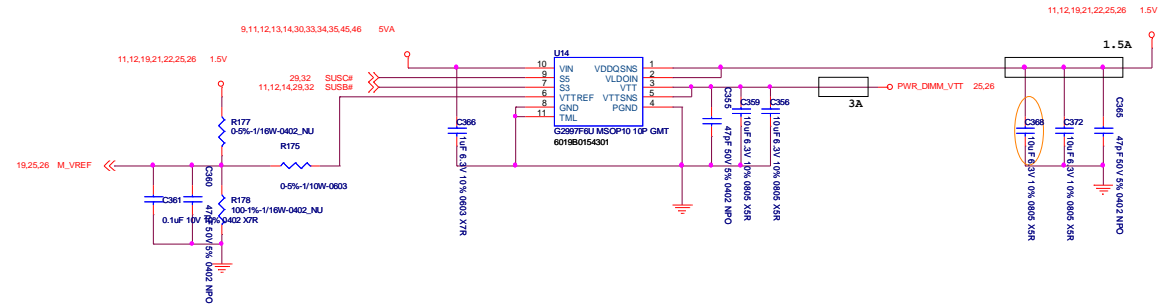 11,12,19,21,22,25,26 1.5V
9,11,12,13,14,30,33,34,35,45,46 5VA
1.5A
11,12,19,21,22,25,26 1.5V
U14
10 VIN VDDQSNS 1
9 S5 VLDOIN 2
7 S3 VTT 3
6 VTTREF VTTSNS 5
8 GND PGND 4
11 TML
29,32 SUSC#
11,12,14,29,32 SUSB#
G2997F6U MSOP10 10P GMT
6019B0154301
PWR_DIMM_VTT 25,26
3A
R177
0-5%-1/16W-0402_NU
R175
0-5%-1/10W-0603
19,25,26 M_VREF
R178
100-1%-1/16W-0402_NU
C361
0.1uF 10V 10% 0402 X7R
C360
47pF 50V 5% 0402 NPO
C366
1uF 6.3V 10% 0603 X7R
C355
47pF 50V 5% 0402 NPO
C359
10uF 6.3V 10% 0805 X5R
C356
10uF 6.3V 10% 0805 X5R
C368
10uF 6.3V 10% 0805 X5R
C372
10uF 6.3V 10% 0805 X5R
C365
47pF 50V 5% 0402 NPO